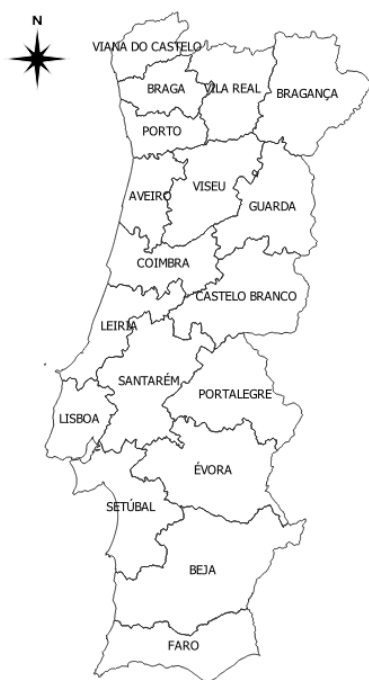 N
VIANA DO CASTELO
BRAGA
VILA REAL
BRAGANÇA
PORTO
AVEIRO
VISEU
GUARDA
COIMBRA
CASTELO BRANCO
LEIRIA
SANTARÉM
PORTALEGRE
LISBOA
ÉVORA
SETÚBAL
BEJA
FARO